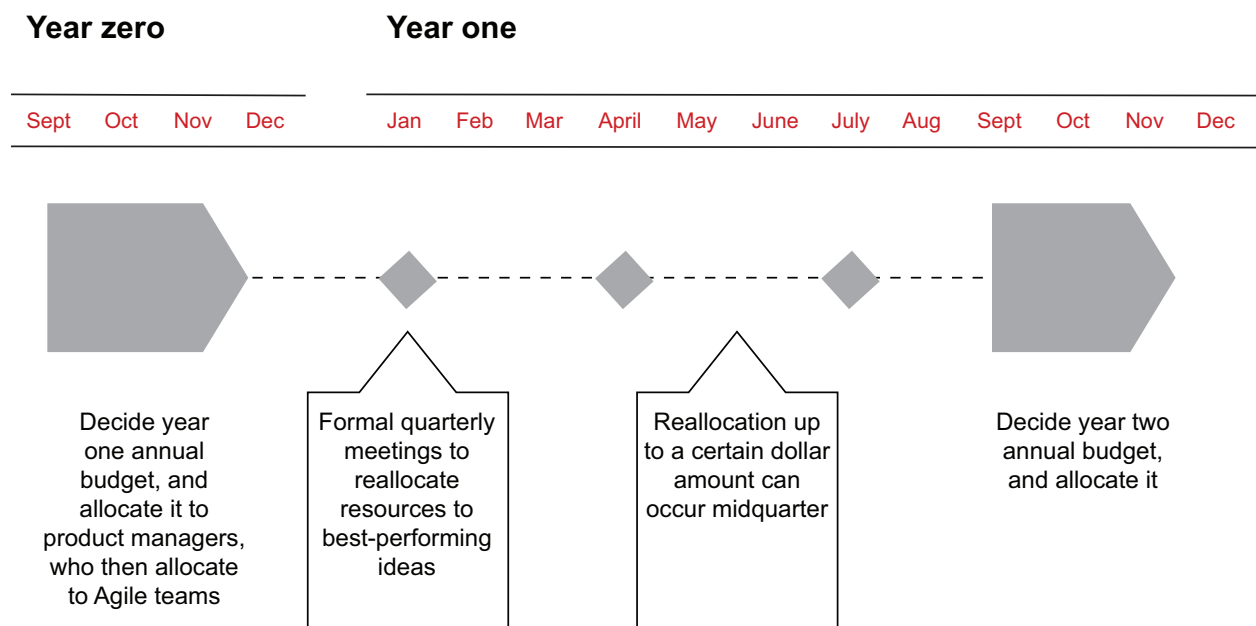 Year zero
Year one
Sept Oct Nov Dec
Jan Feb Mar April May June July Aug Sept Oct Nov Dec
Decide year
one annual
budget, and
allocate it to
product managers,
who then allocate
to Agile teams
Formal quarterly
meetings to
reallocate
resources to
best-performing
ideas
Reallocation up
to a certain dollar
amount can
occur midquarter
Decide year two
annual budget,
and allocate it